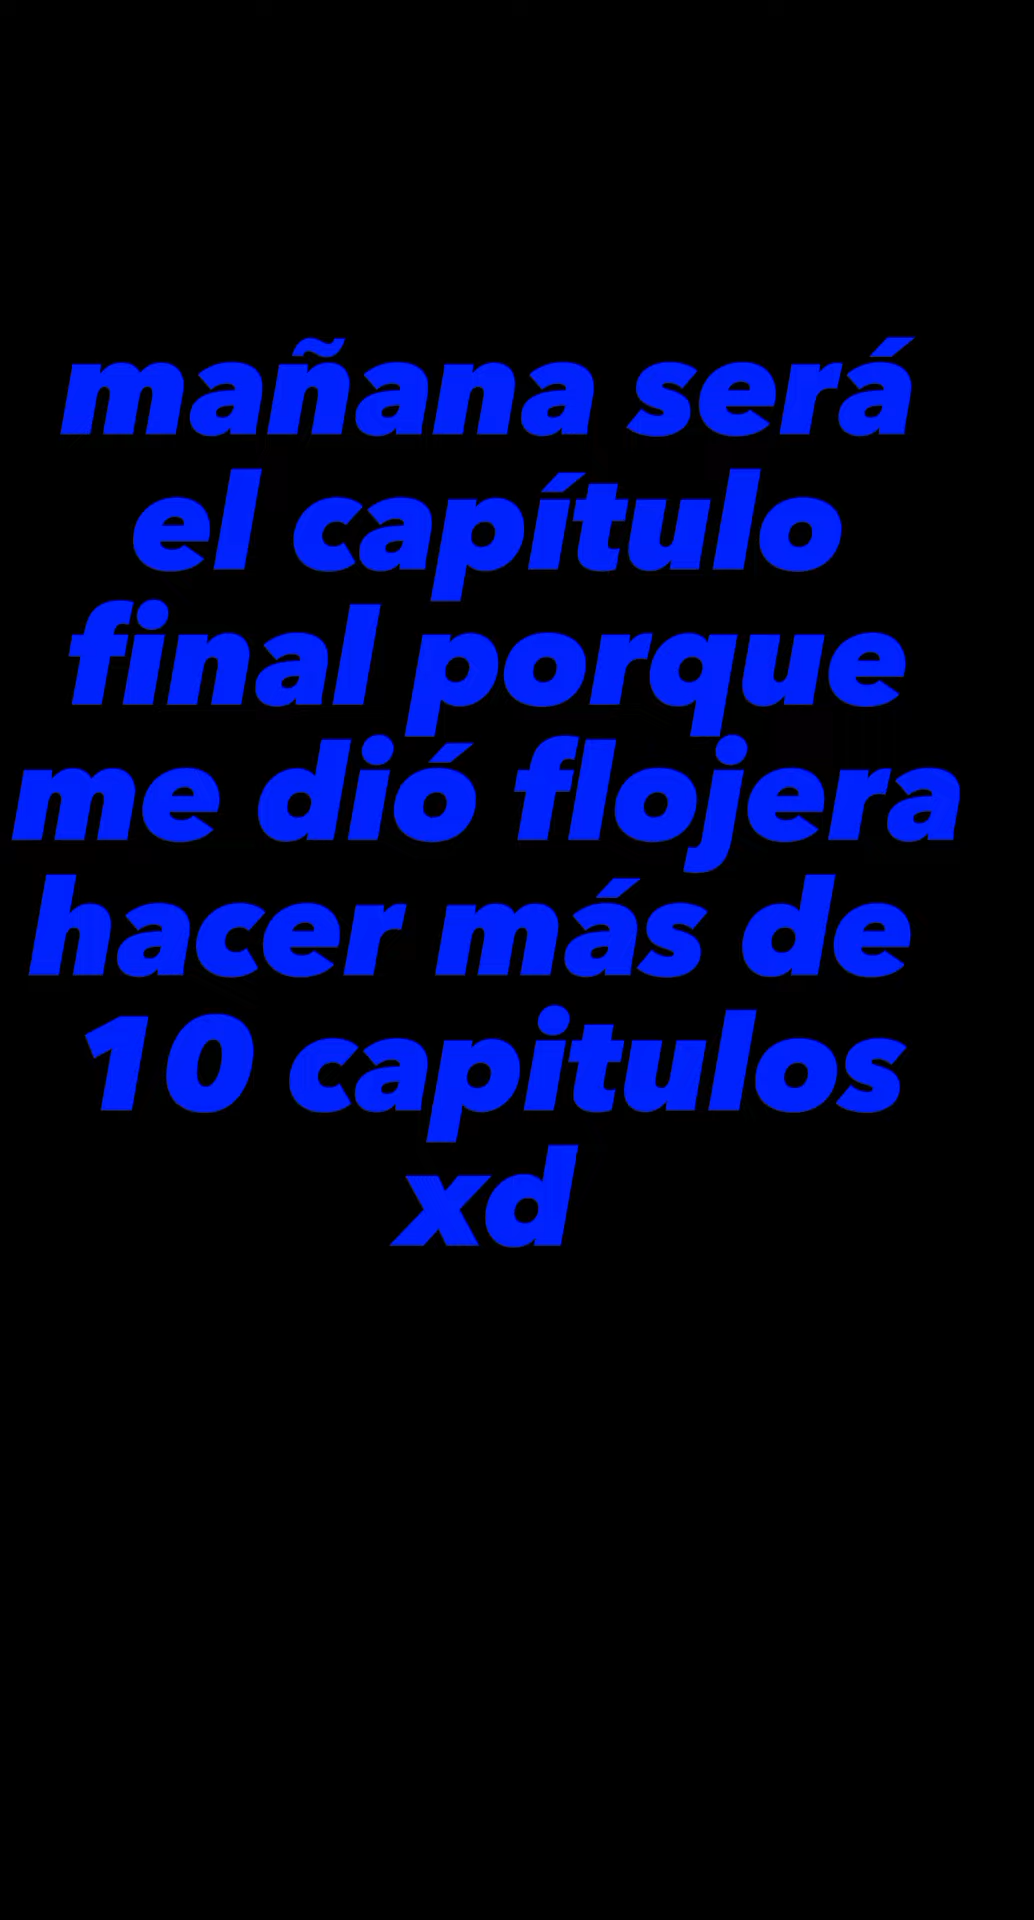 mañana será
el capítulo
final porque
me dió flojera
hacer más de
10 capitulos
xd